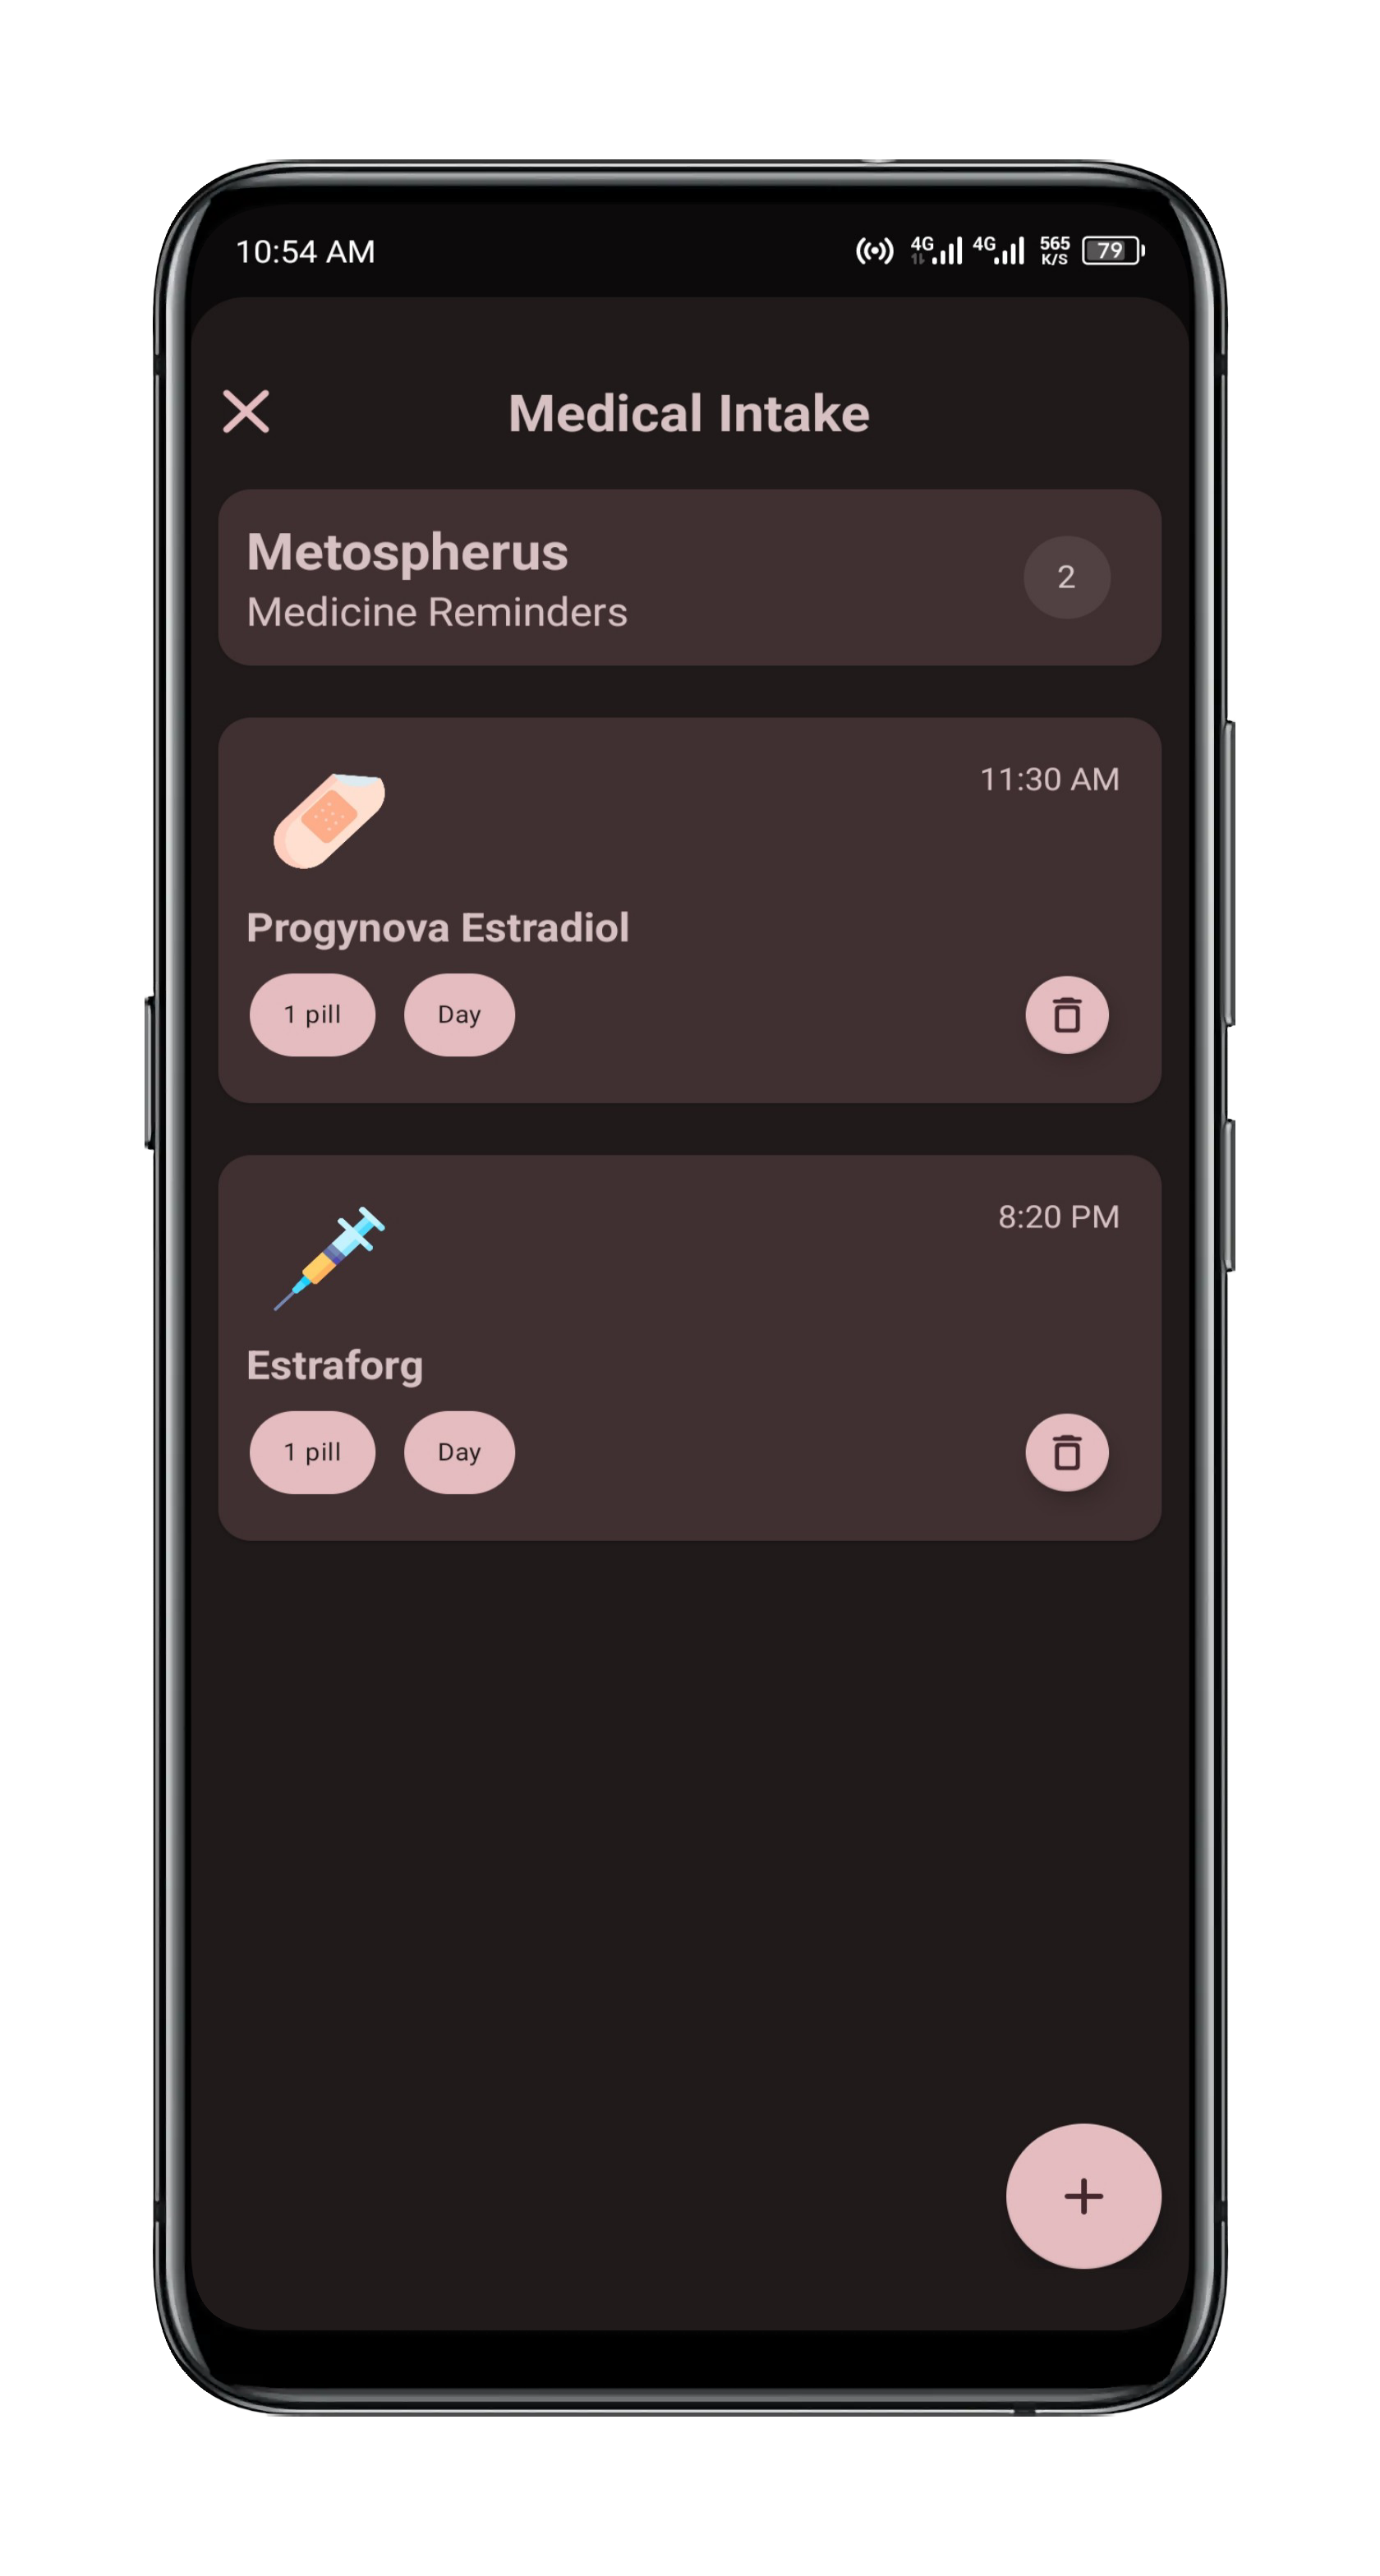 10:54 AM
4G 4G 565 K/S 79
Medical Intake
Metospherus
Medicine Reminders
2
11:30 AM
Progynova Estradiol
1 pill Day
8:20 PM
Estraforg
1 pill Day